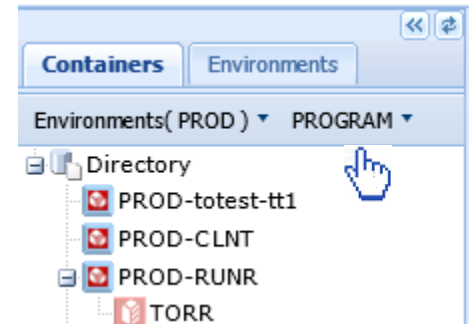 Containers Environments
Environments( PROD ) PROGRAM
Directory
PROD-totest-tt1
PROD-CLNT
PROD-RUNR
TORR